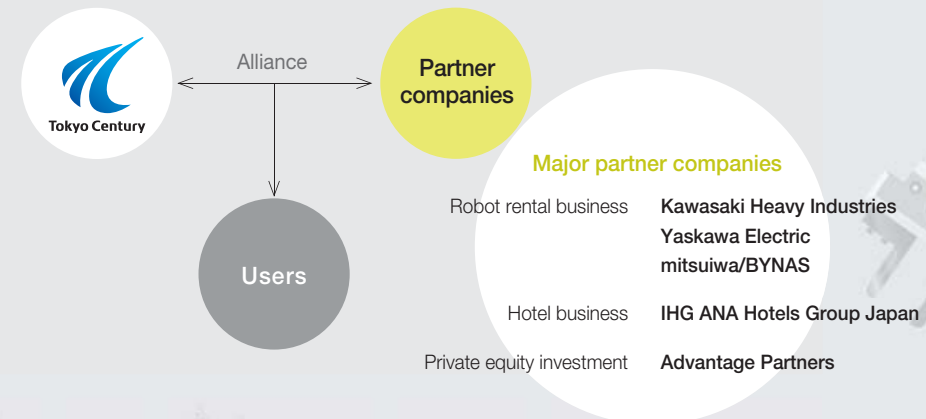 Alliance
Tokyo Century
Partner
companies
Users
Major partner companies
Robot rental business Kawasaki Heavy Industries
Yaskawa Electric
mitsuiwa/BYNAS
Hotel business IHG ANA Hotels Group Japan
Private equity investment Advantage Partners